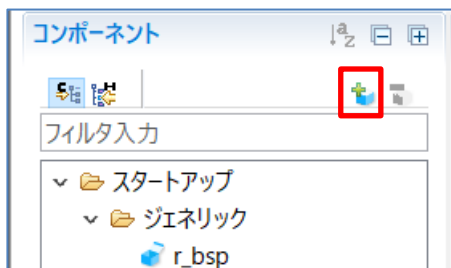 コンポーネント
フィルタ入力
スタートアップ
ジェネリック
r_bsp